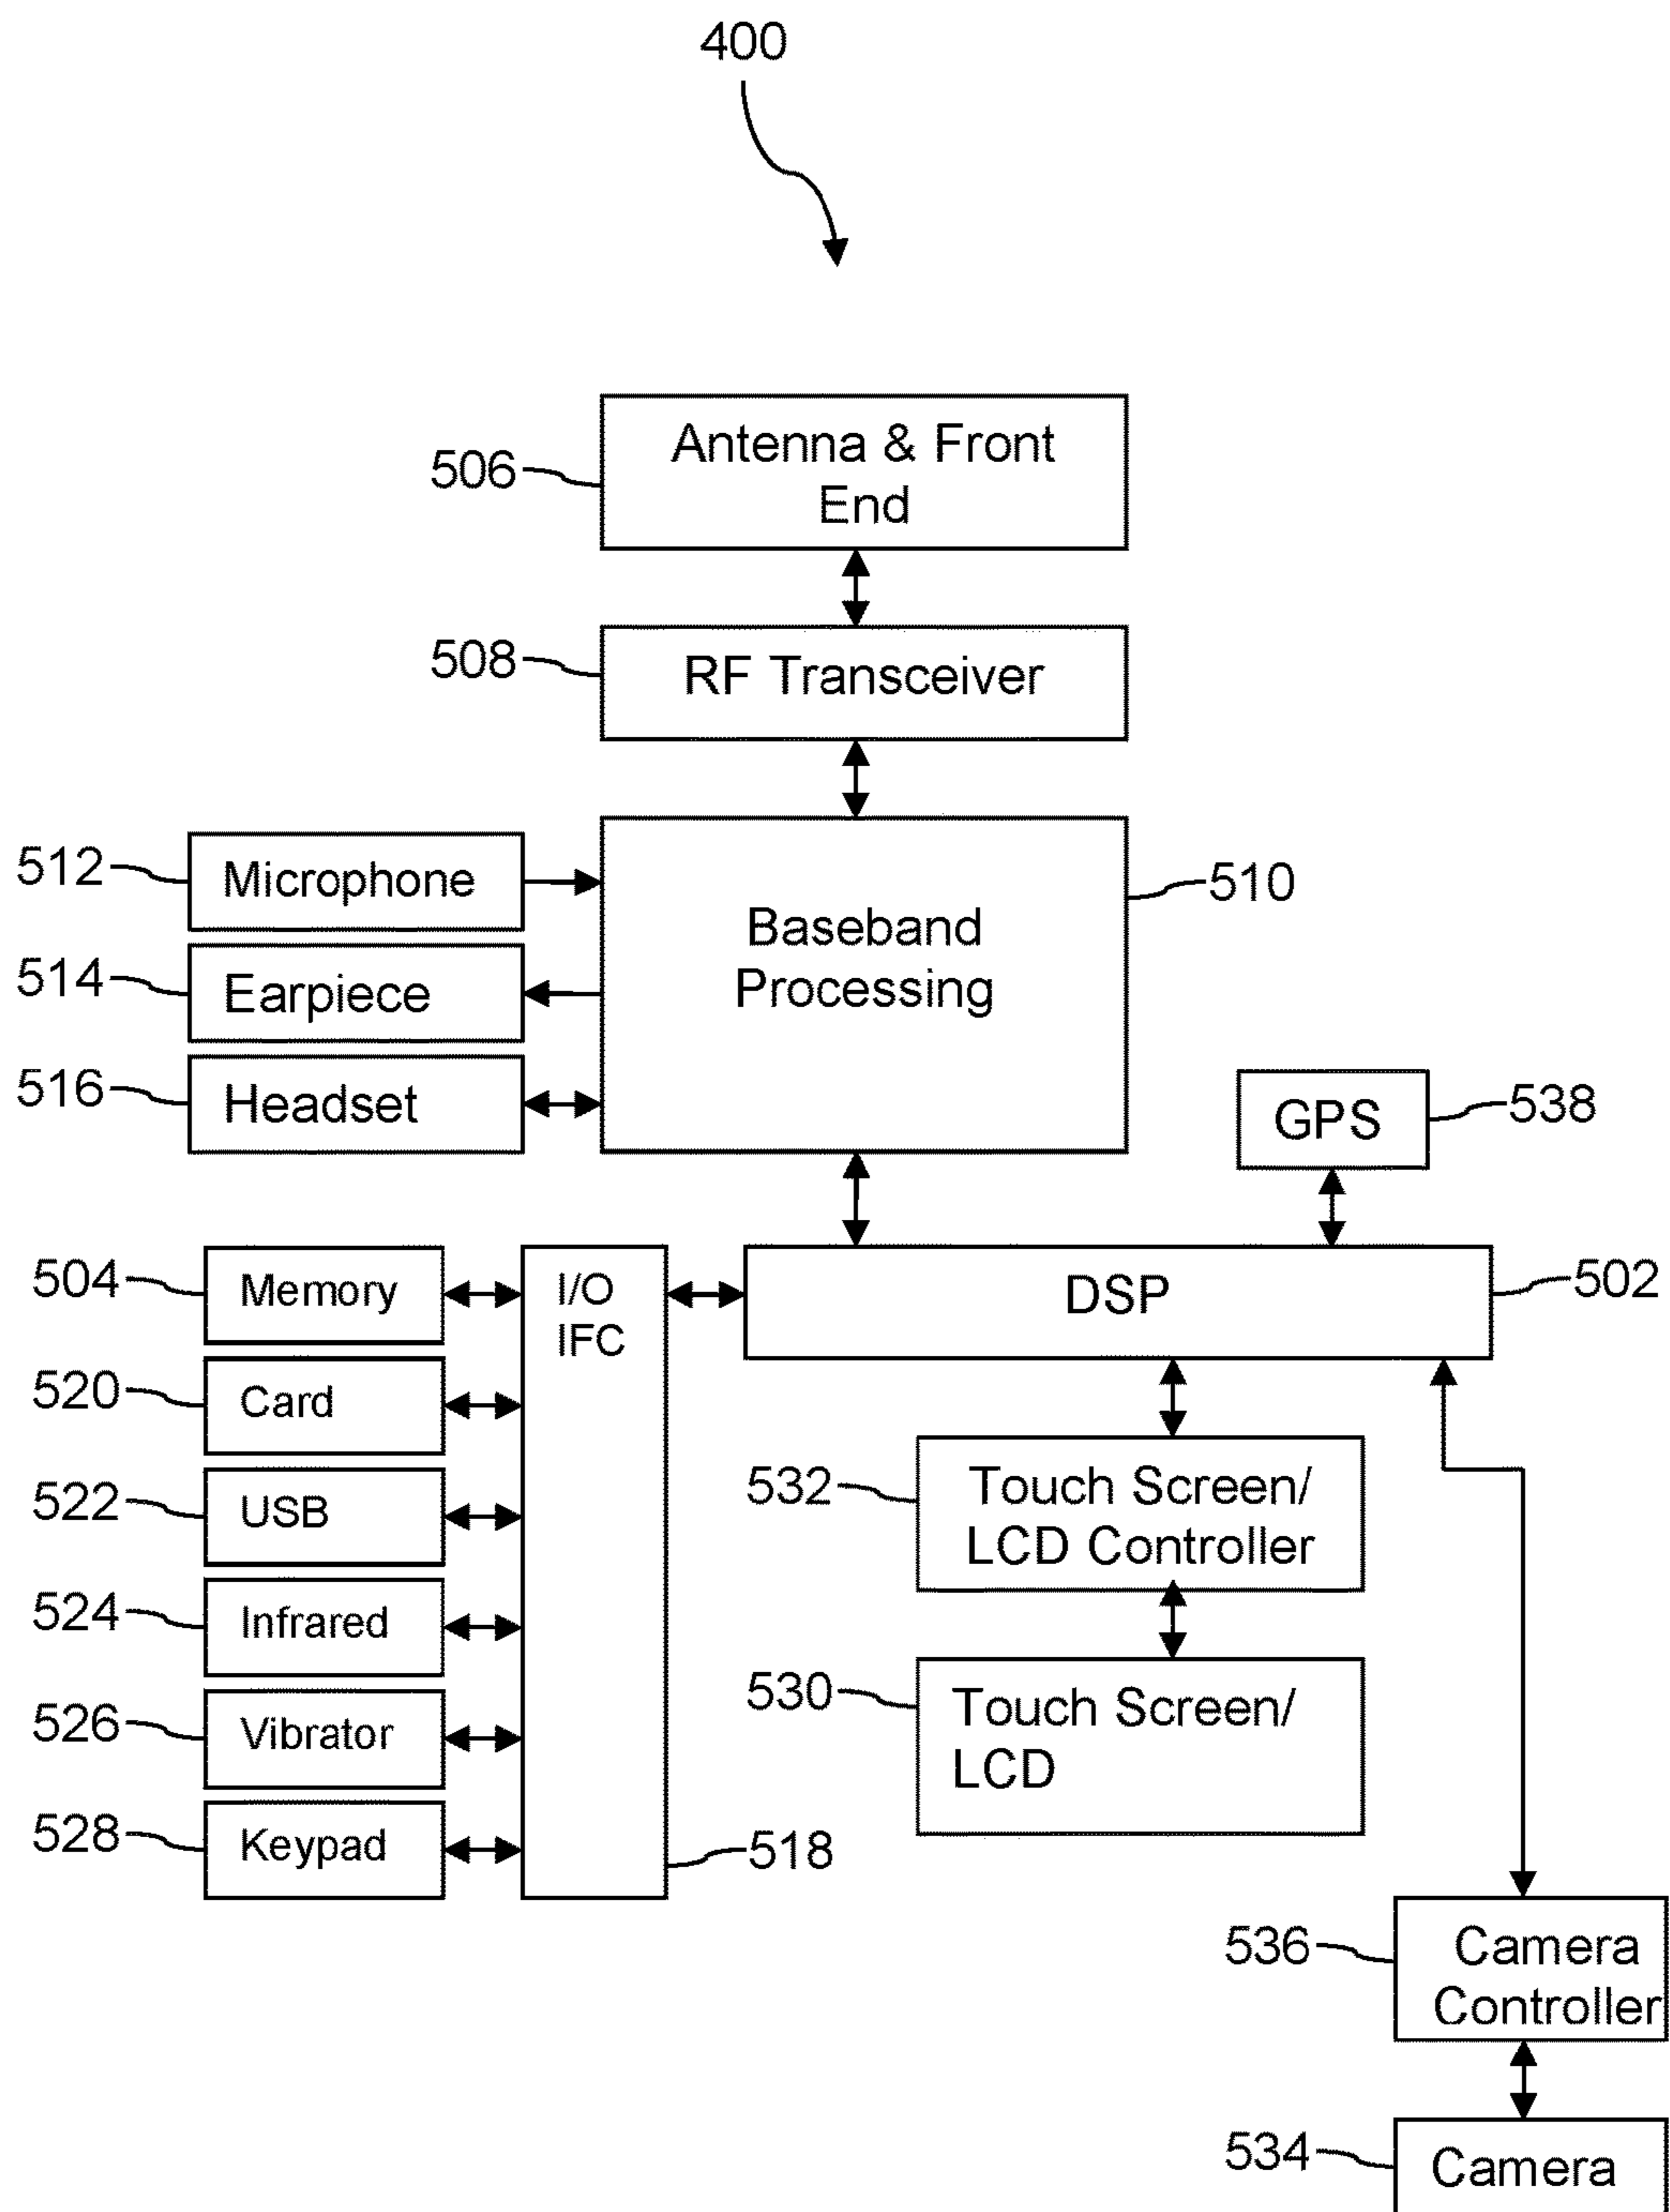 400
506
Antenna & Front
End
508
RF Transceiver
512
Microphone
510
Baseband
Processing
514
Earpiece
516
Headset
GPS
538
504
Memory
I/O
IFC
DSP
502
520
Card
522
USB
532
Touch Screen/
LCD Controller
524
Infrared
530
Touch Screen/
LCD
526
Vibrator
528
Keypad
518
536
Camera
Controller
534
Camera